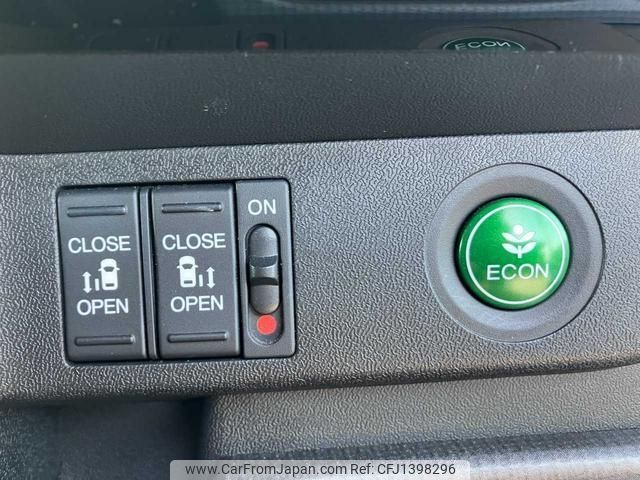 ECON
CLOSE
OPEN
CLOSE
OPEN
ON
ECON
www.CarFromJapan.com Ref: CFJ1398296